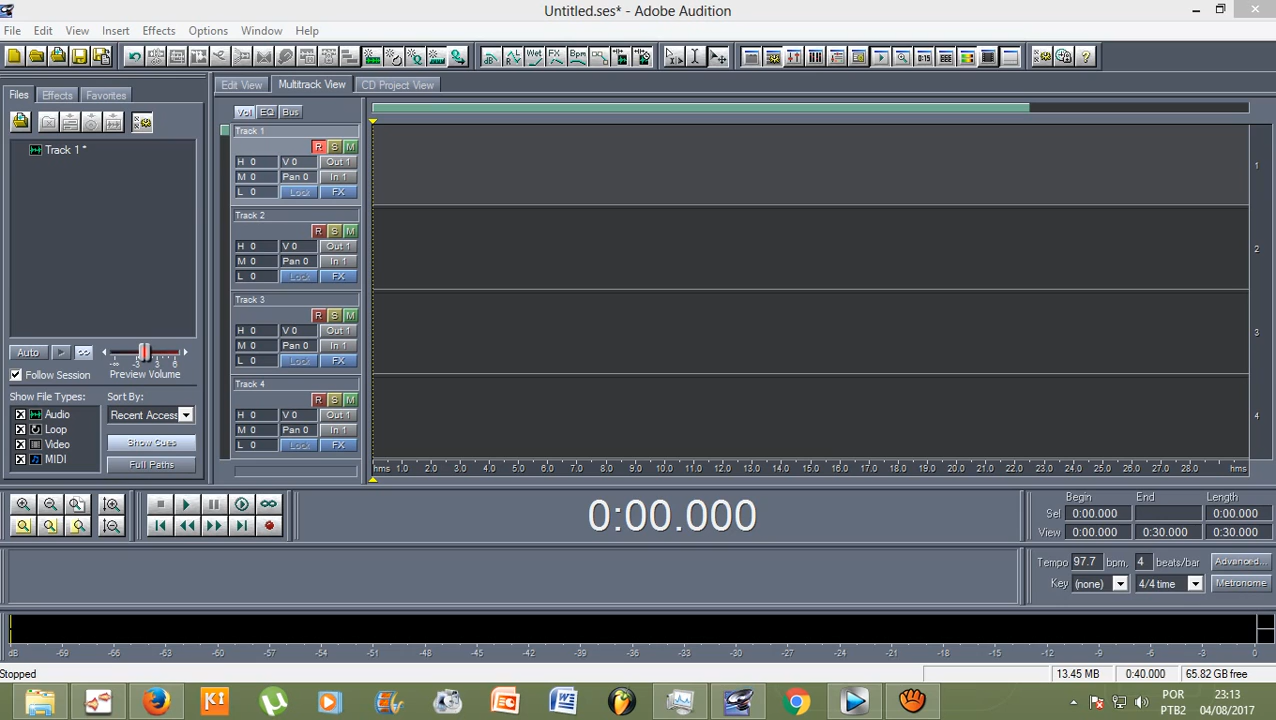 Untitled.ses* - Adobe Audition
File Edit View Insert Effects Options Window Help
Wet FX Bpm 0:15
Files Effects Favorites
Edit View Multitrack View CD Project View
Vol EQ Bus
Track 1 *
Track 1
R S M
H 0 V 0 Out 1
M 0 Pan 0 In 1
L 0 Lock FX
1
Track 2
R S M
H 0 V 0 Out 1
M 0 Pan 0 In 1
L 0 Lock FX
2
Track 3
R S M
H 0 V 0 Out 1
M 0 Pan 0 In 1
L 0 Lock FX
3
Track 4
R S M
H 0 V 0 Out 1
M 0 Pan 0 In 1
L 0 Lock FX
4
Auto
-∞ -3 3 6
Follow Session Preview Volume
Show File Types: Sort By:
Audio Recent Access
Loop
Video Show Cues
MIDI Full Paths
hms 1.0 2.0 3.0 4.0 5.0 6.0 7.0 8.0 9.0 10.0 11.0 12.0 13.0 14.0 15.0 16.0 17.0 18.0 19.0 20.0 21.0 22.0 23.0 24.0 25.0 26.0 27.0 28.0 hms
0:00.000
Begin End Length
Sel 0:00.000 0:00.000
View 0:00.000 0:30.000 0:30.000
Tempo 97.7 bpm, 4 beats/bar Advanced...
Key (none) 4/4 time Metronome
dB -69 -66 -63 -60 -57 -54 -51 -48 -45 -42 -39 -36 -33 -30 -27 -24 -21 -18 -15 -12 -9 -6 -3 0
Stopped 13.45 MB 0:40.000 65.82 GB free
Ki
POR 23:13
PTB2 04/08/2017